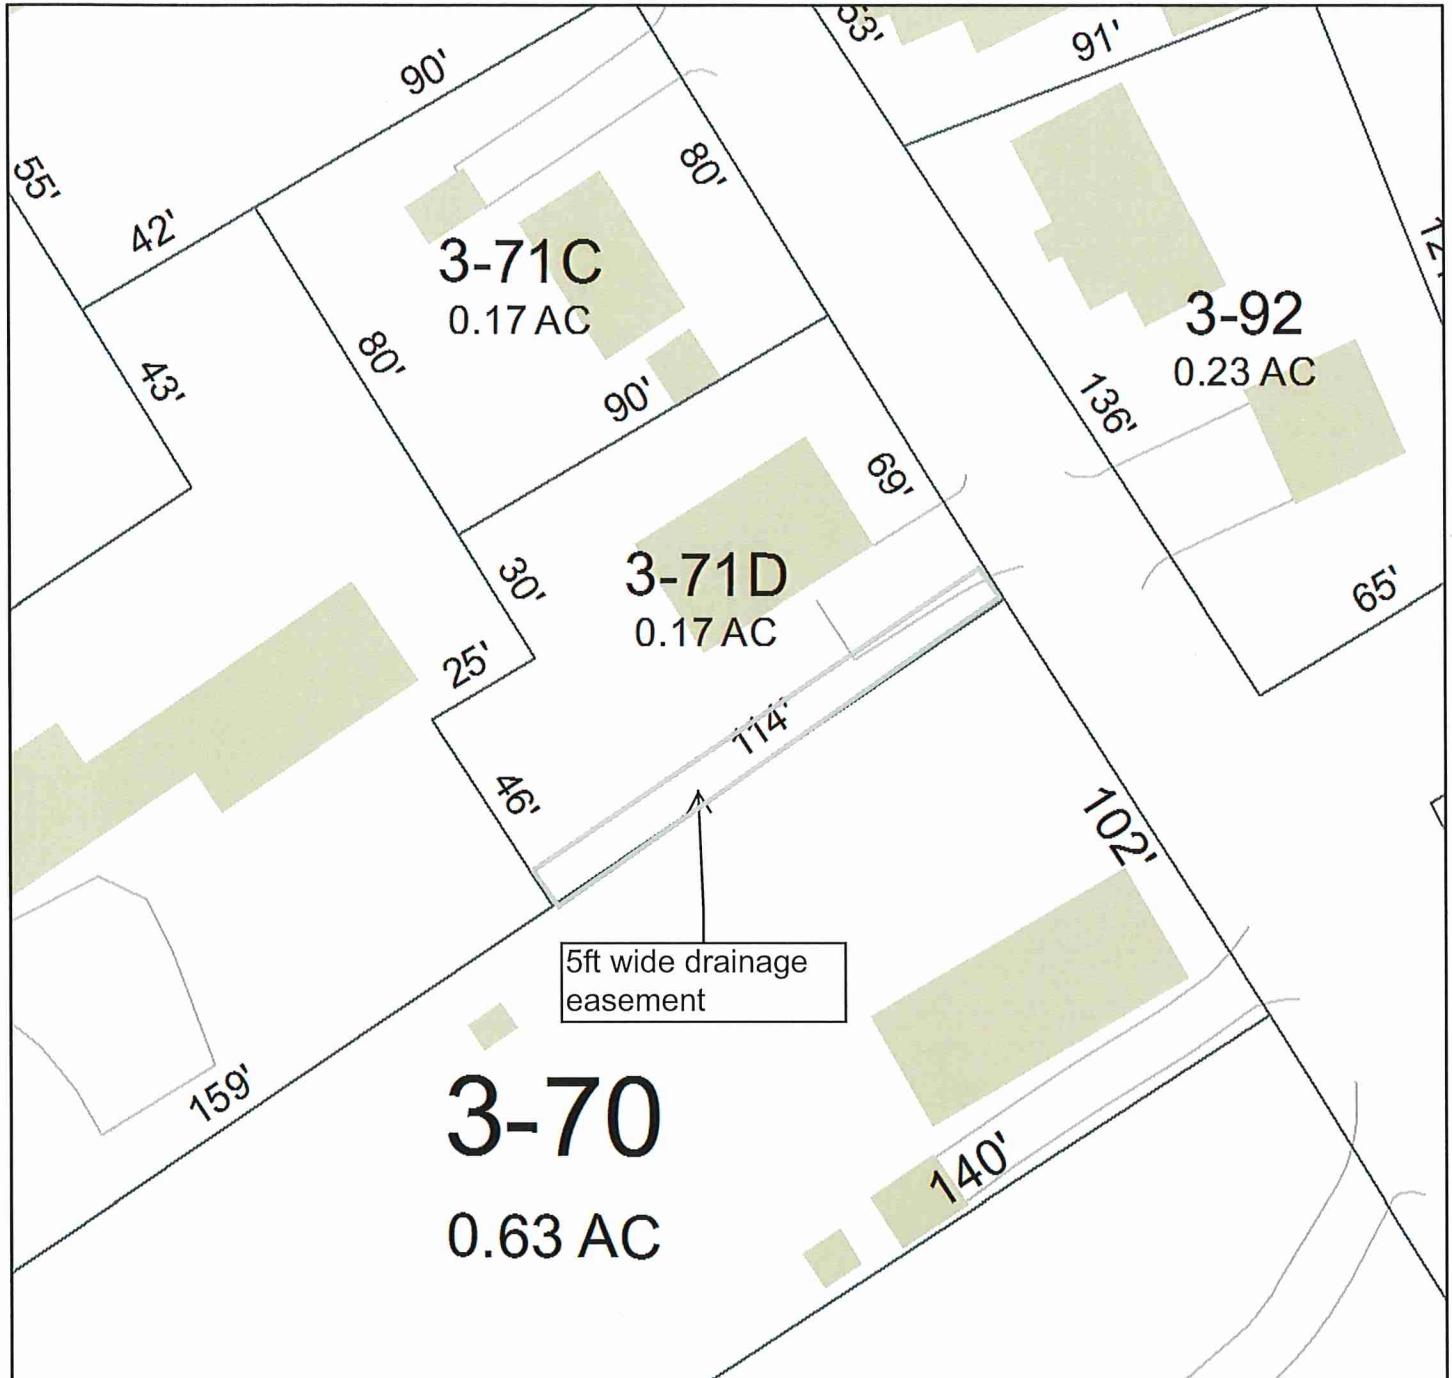 53'
91'
90'
55'
80'
42'
3-71C
0.17 AC
3-92
0.23 AC
80'
43'
90'
136'
69'
3-71D
0.17 AC
30'
65'
25'
114'
46'
102'
5ft wide drainage
easement
3-70
0.63 AC
159'
140'